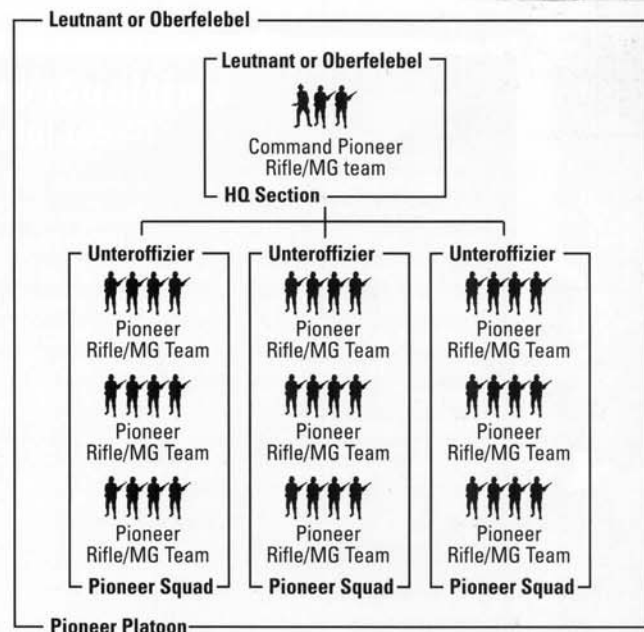 Leutnant or Oberfelebel
Leutnant or Oberfelebel
Command Pioneer
Rifle/MG team
HQ Section
Unteroffizier
Unteroffizier
Unteroffizier
Pioneer
Rifle/MG Team
Pioneer
Rifle/MG Team
Pioneer
Rifle/MG Team
Pioneer
Rifle/MG Team
Pioneer
Rifle/MG Team
Pioneer
Rifle/MG Team
Pioneer
Rifle/MG Team
Pioneer
Rifle/MG Team
Pioneer
Rifle/MG Team
Pioneer Squad
Pioneer Squad
Pioneer Squad
Pioneer Platoon